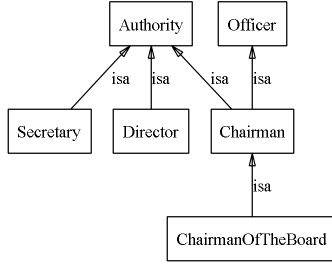 Authority Officer
isa isa isa isa
Secretary Director Chairman
isa
ChairmanOfTheBoard